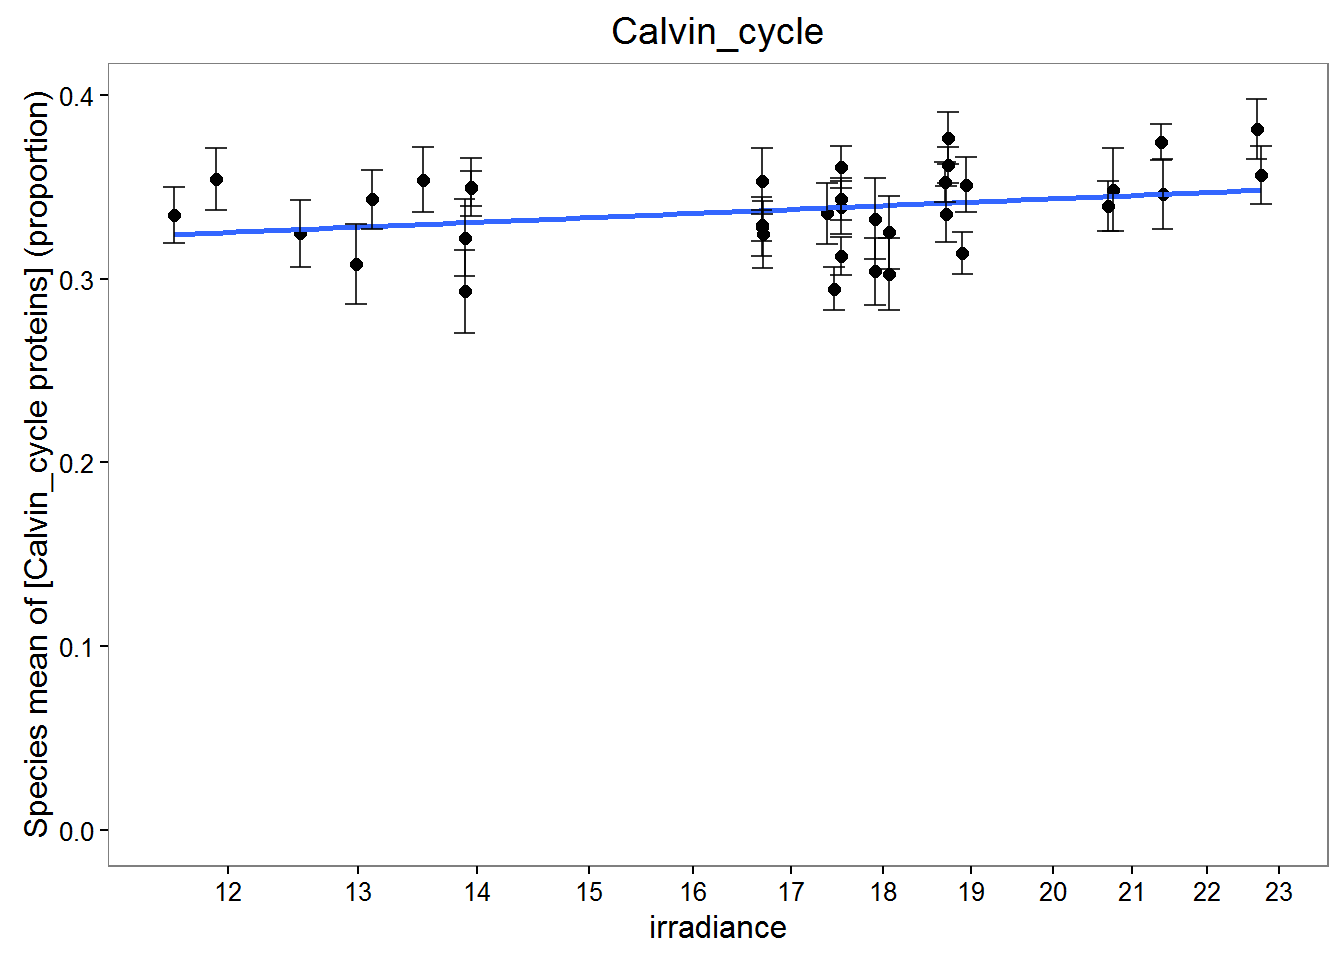 Calvin_cycle
Species mean of [Calvin_cycle proteins] (proportion)
0.4
0.3
0.2
0.1
0.0
12 13 14 15 16 17 18 19 20 21 22 23
irradiance